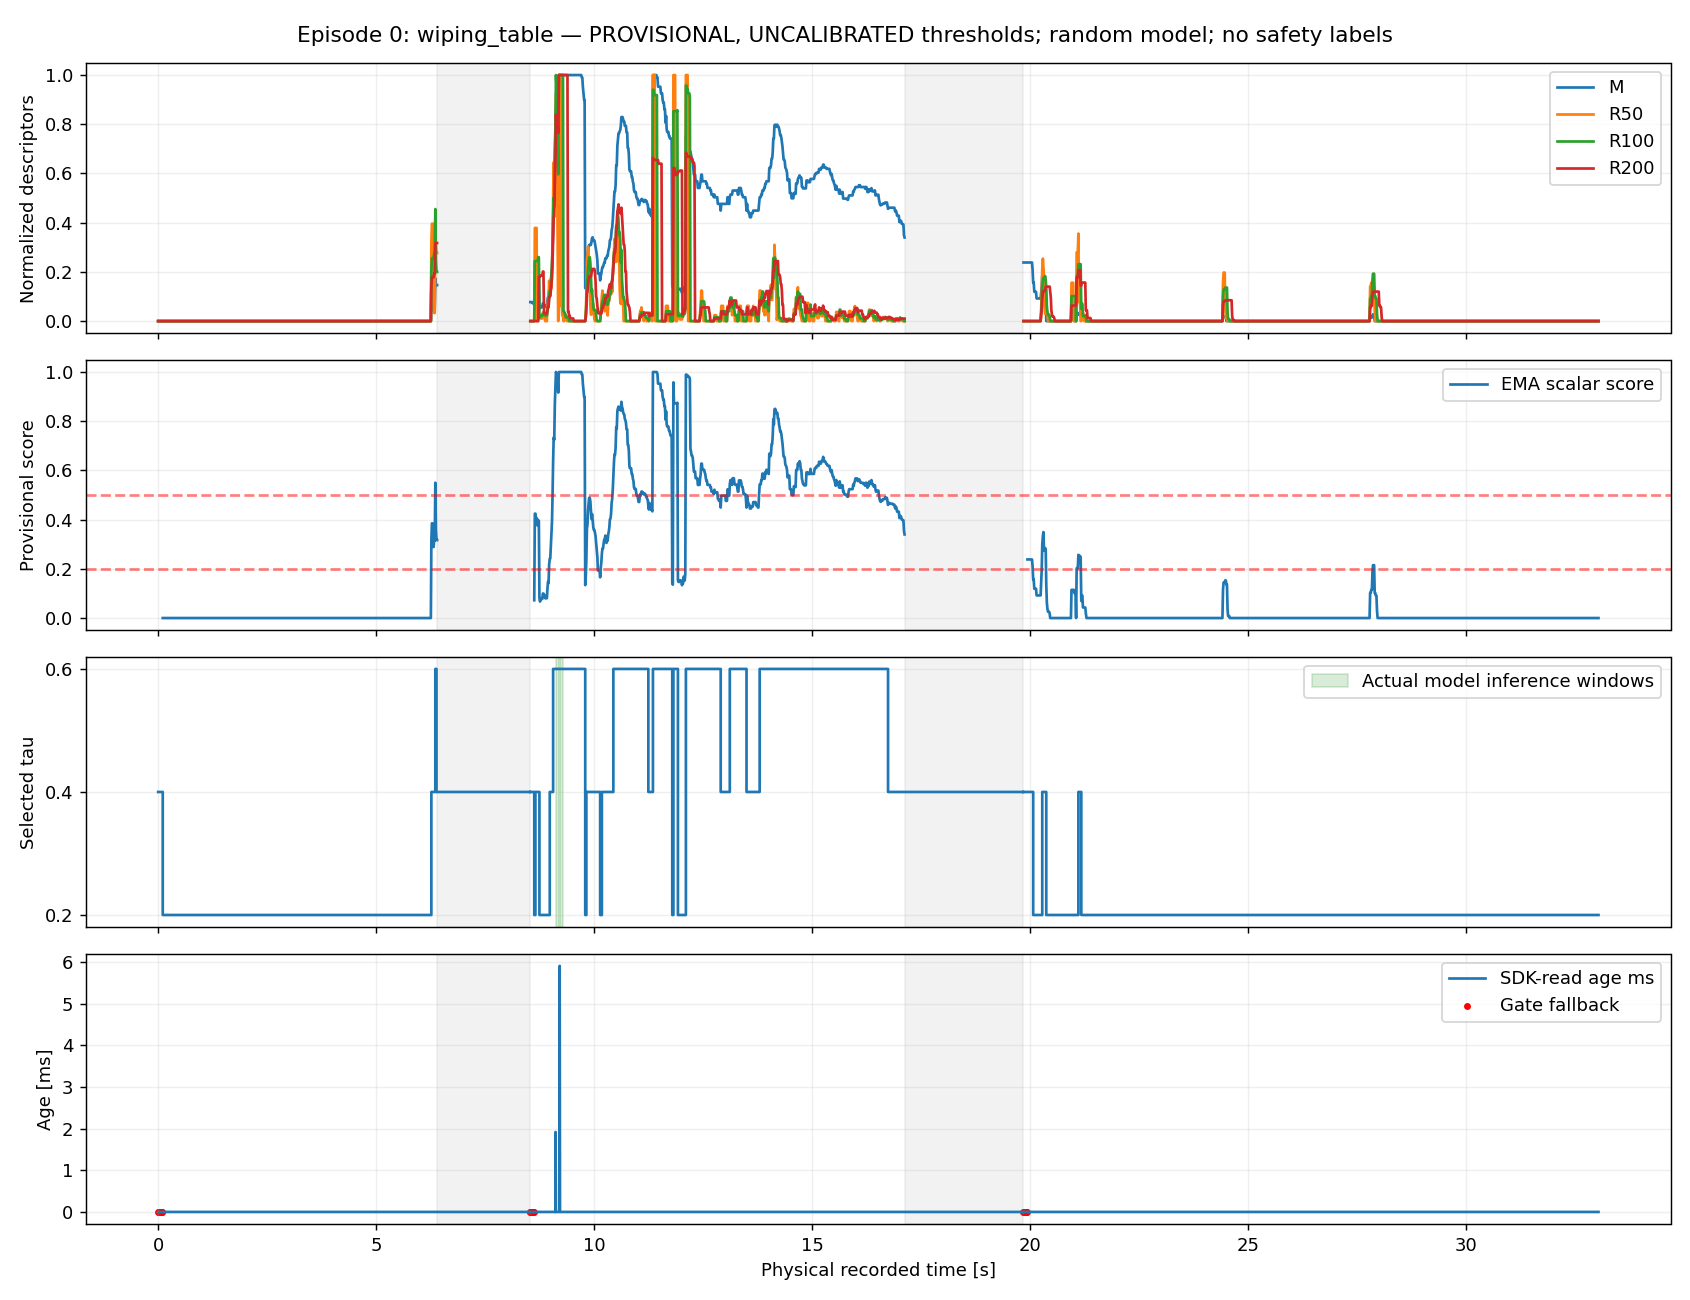 Episode 0: wiping_table — PROVISIONAL, UNCALIBRATED thresholds; random model; no safety labels
Normalized descriptors
1.0
0.8
0.6
0.4
0.2
0.0
M
R50
R100
R200
Provisional score
1.0
0.8
0.6
0.4
0.2
0.0
EMA scalar score
Selected tau
0.6
0.4
0.2
Actual model inference windows
Age [ms]
6
5
4
3
2
1
0
SDK-read age ms
Gate fallback
0 5 10 15 20 25 30
Physical recorded time [s]